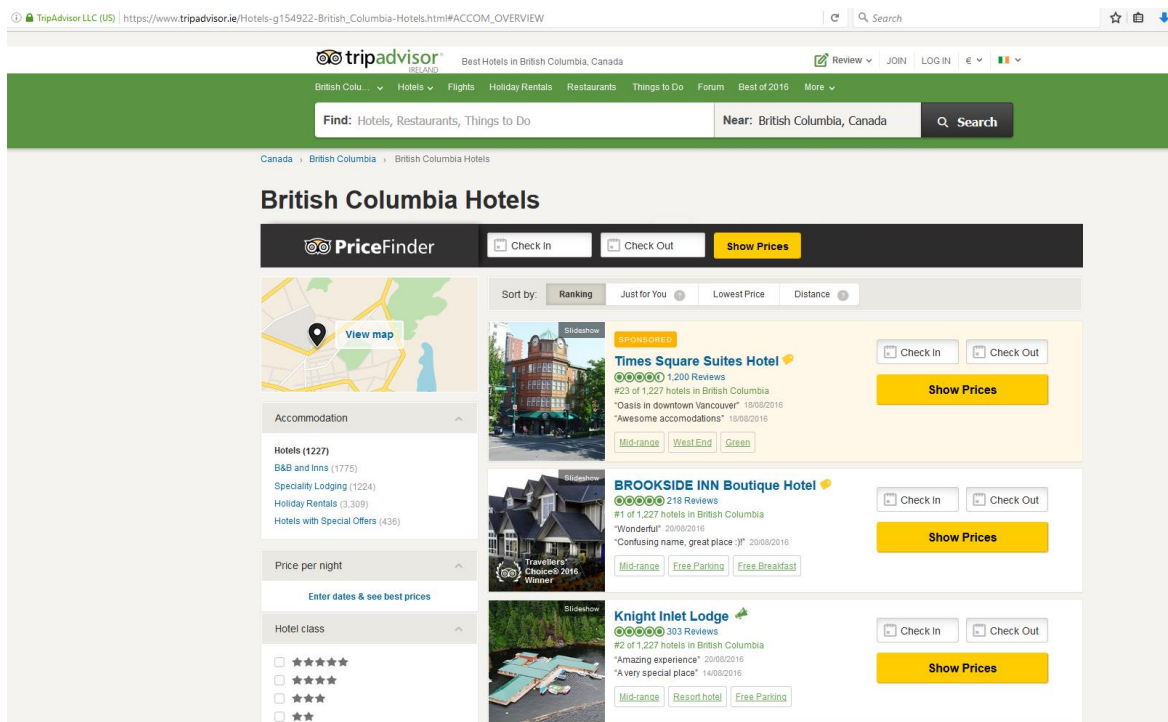 TripAdvisor LLC (US) https://www.tripadvisor.ie/Hotels-g154922-British_Columbia-Hotels.html#ACCOM_OVERVIEW Search
tripadvisor® Best Hotels in British Columbia, Canada Review JOIN LOG IN €
IRELAND
British Colu... Hotels Flights Holiday Rentals Restaurants Things to Do Forum Best of 2016 More
Find: Hotels, Restaurants, Things to Do Near: British Columbia, Canada Search
Canada › British Columbia › British Columbia Hotels
British Columbia Hotels
PriceFinder Check In Check Out Show Prices
View map
Accommodation
Hotels (1227)
B&B and Inns (1775)
Speciality Lodging (1224)
Holiday Rentals (3,309)
Hotels with Special Offers (436)
Price per night
Enter dates & see best prices
Hotel class
Sort by: Ranking Just for You ? Lowest Price Distance ?
Slideshow
SPONSORED
Times Square Suites Hotel
1,200 Reviews
#23 of 1,227 hotels in British Columbia
"Oasis in downtown Vancouver" 18/08/2016
"Awesome accomodations" 18/08/2016
Mid-range West End Green
Check In Check Out
Show Prices
Slideshow
Travellers'
Choice® 2016
Winner
BROOKSIDE INN Boutique Hotel
218 Reviews
#1 of 1,227 hotels in British Columbia
"Wonderful" 20/08/2016
"Confusing name, great place :)!" 20/08/2016
Mid-range Free Parking Free Breakfast
Check In Check Out
Show Prices
Slideshow
Knight Inlet Lodge
303 Reviews
#2 of 1,227 hotels in British Columbia
"Amazing experience" 20/08/2016
"A very special place" 14/08/2016
Mid-range Resort hotel Free Parking
Check In Check Out
Show Prices